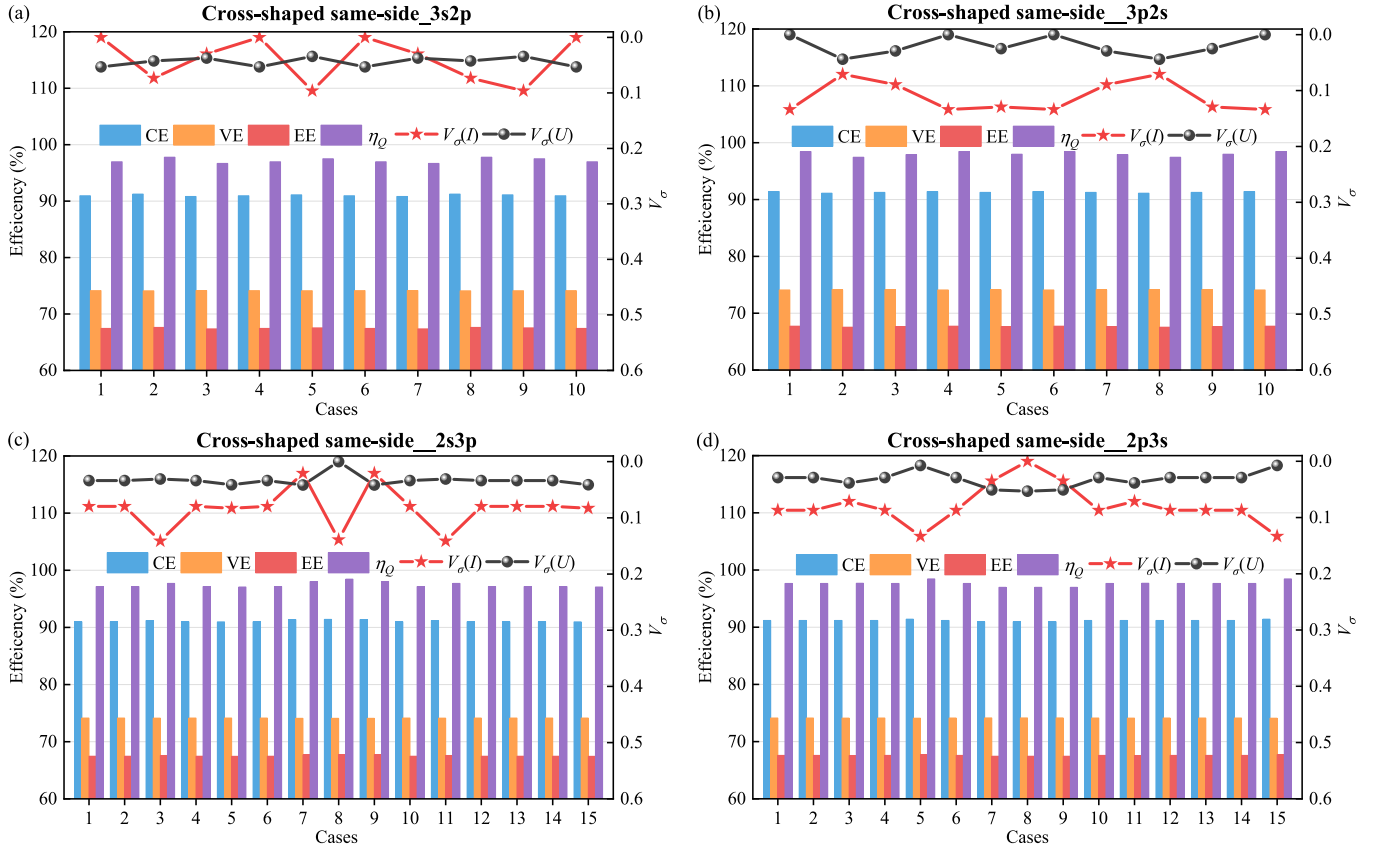 (a)
Cross-shaped same-side_3s2p
120
110
100
90
80
70
60
Effeicency (%)
CE VE EE ηQ Vσ(I) Vσ(U)
0.0
0.1
0.2
0.3
0.4
0.5
0.6
Vσ
1 2 3 4 5 6 7 8 9 10
Cases
(b)
Cross-shaped same-side__3p2s
120
110
100
90
80
70
60
Effeicency (%)
CE VE EE ηQ Vσ(I) Vσ(U)
0.0
0.1
0.2
0.3
0.4
0.5
0.6
Vσ
1 2 3 4 5 6 7 8 9 10
Cases
(c)
Cross-shaped same-side__2s3p
120
110
100
90
80
70
60
Effeicency (%)
CE VE EE ηQ Vσ(I) Vσ(U)
0.0
0.1
0.2
0.3
0.4
0.5
0.6
Vσ
1 2 3 4 5 6 7 8 9 10 11 12 13 14 15
Cases
(d)
Cross-shaped same-side__2p3s
120
110
100
90
80
70
60
Effeicency (%)
CE VE EE ηQ Vσ(I) Vσ(U)
0.0
0.1
0.2
0.3
0.4
0.5
0.6
Vσ
1 2 3 4 5 6 7 8 9 10 11 12 13 14 15
Cases